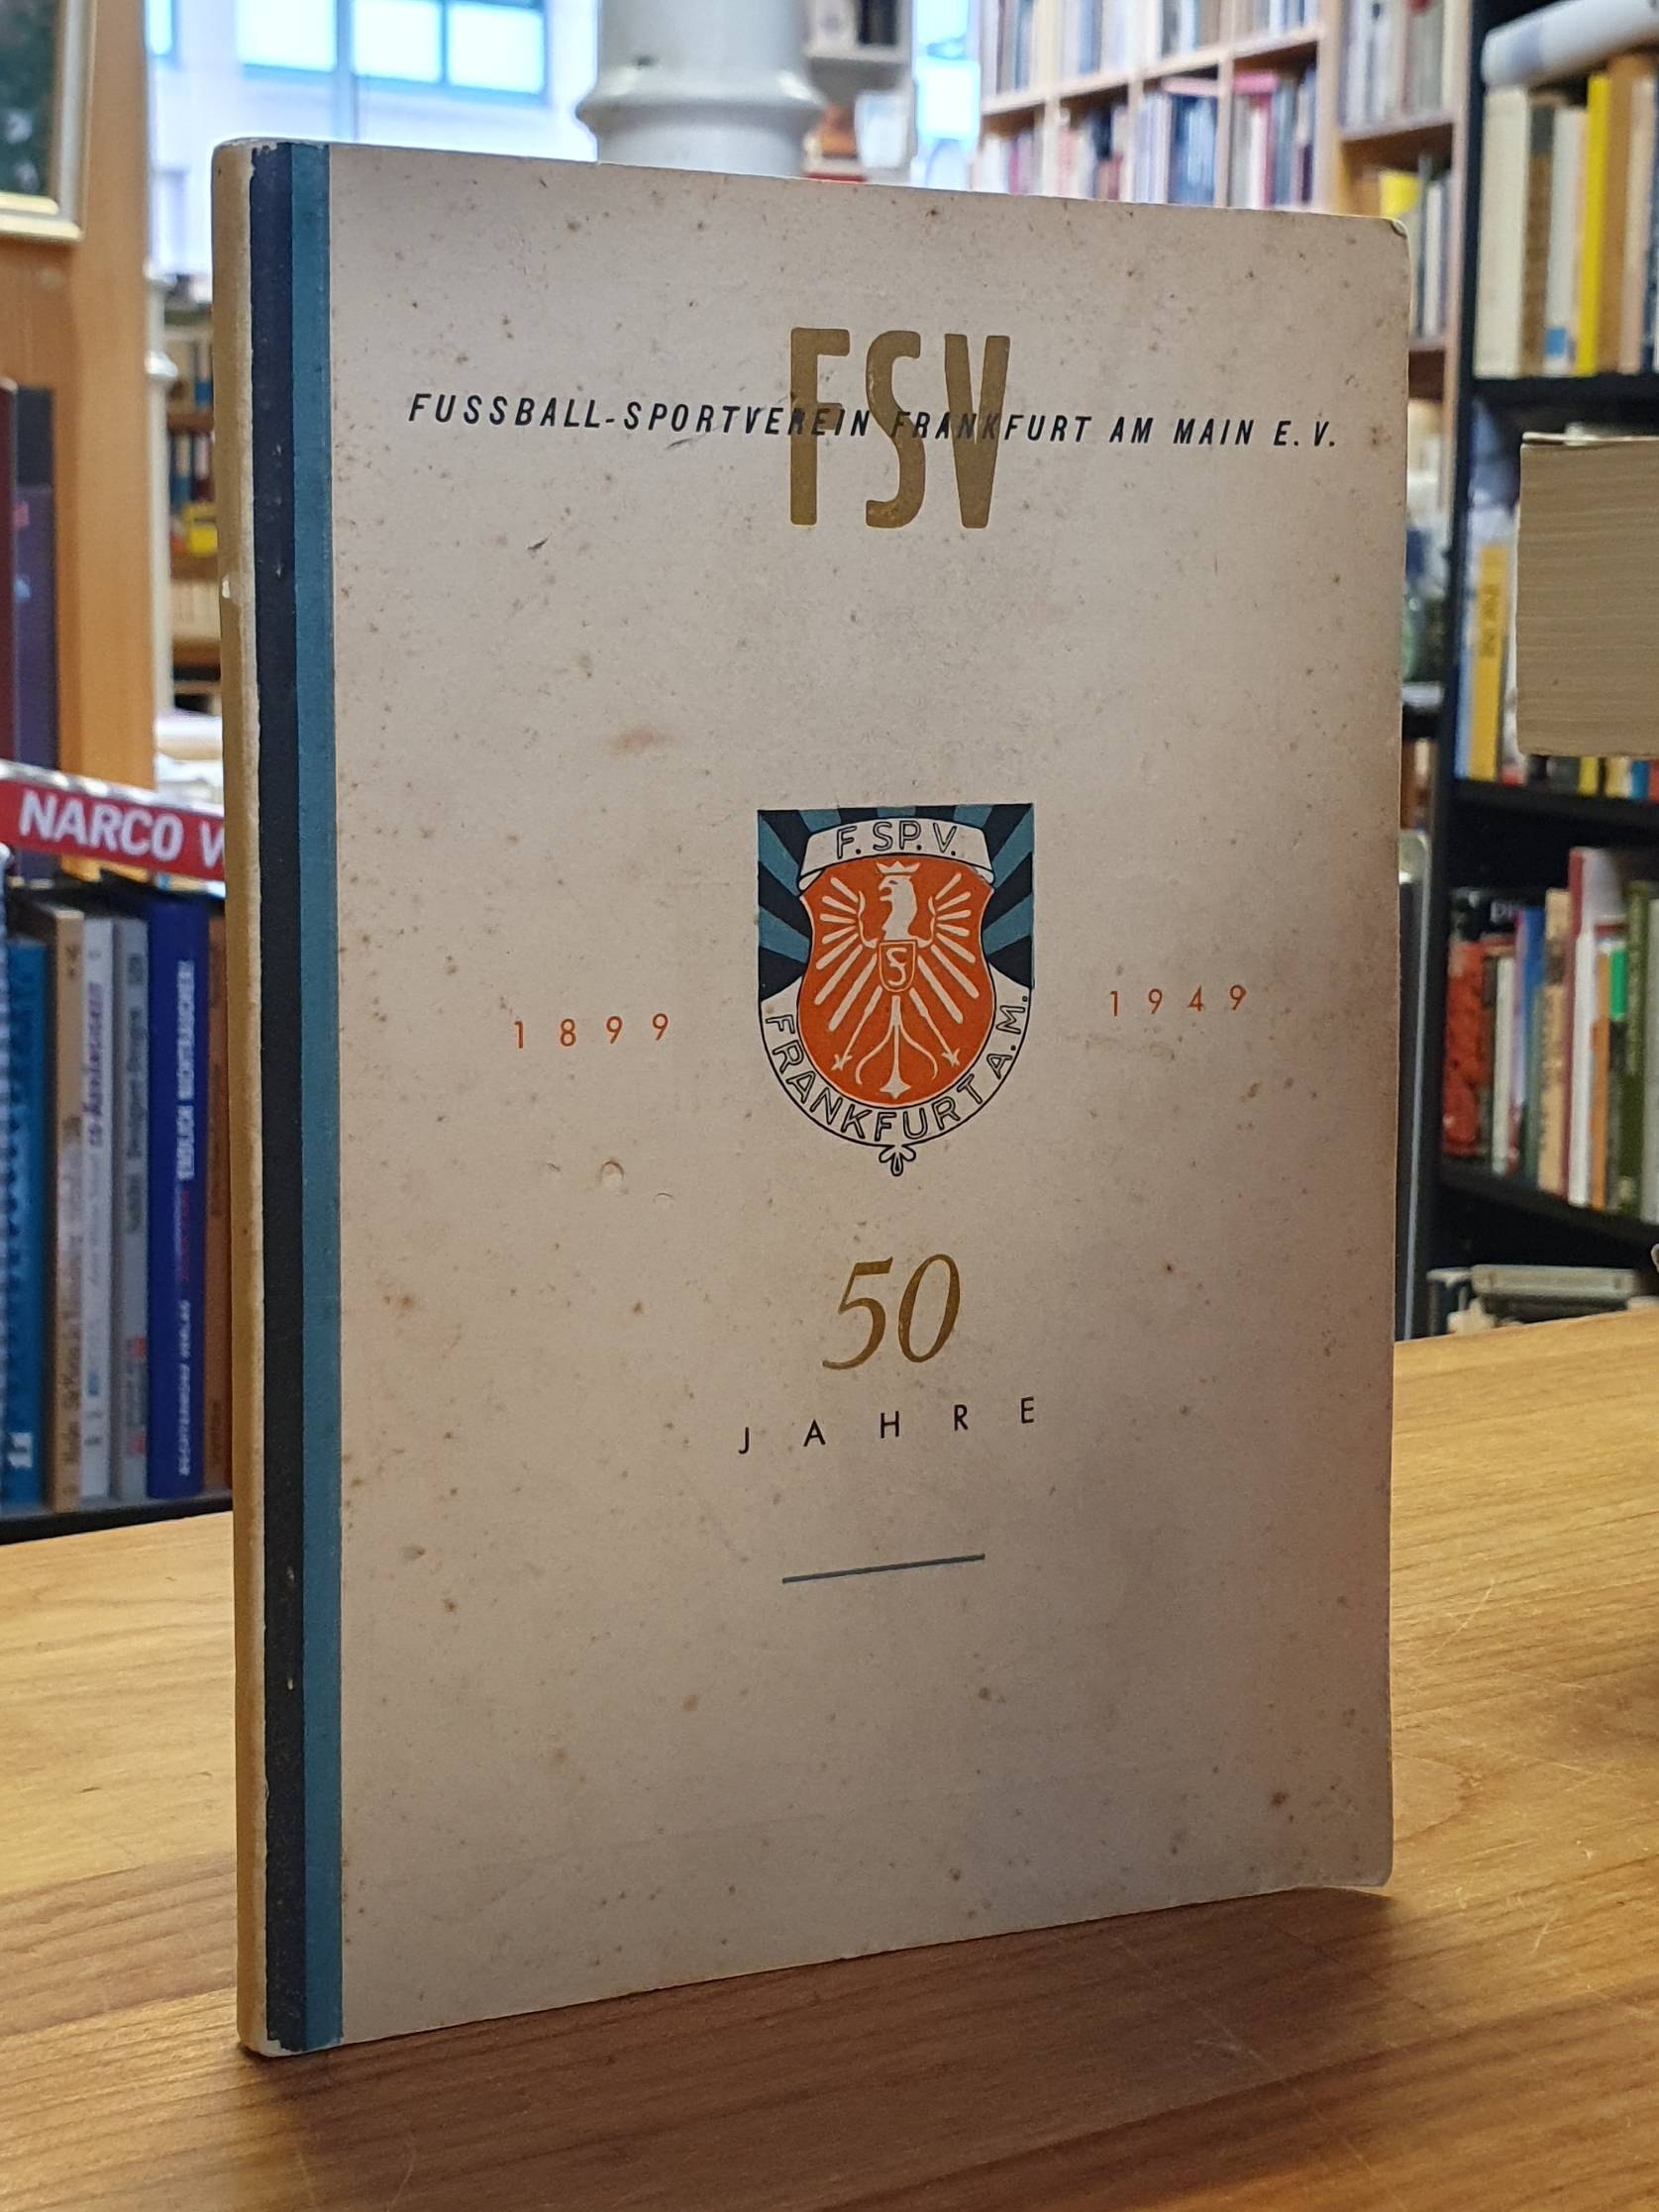 FSV
FUSSBALL-SPORTVEREIN FRANKFURT AM MAIN E.V.
F. SP. V.
S
FRANKFURT A.M.
1899
1949
50
JAHRE
NARCO